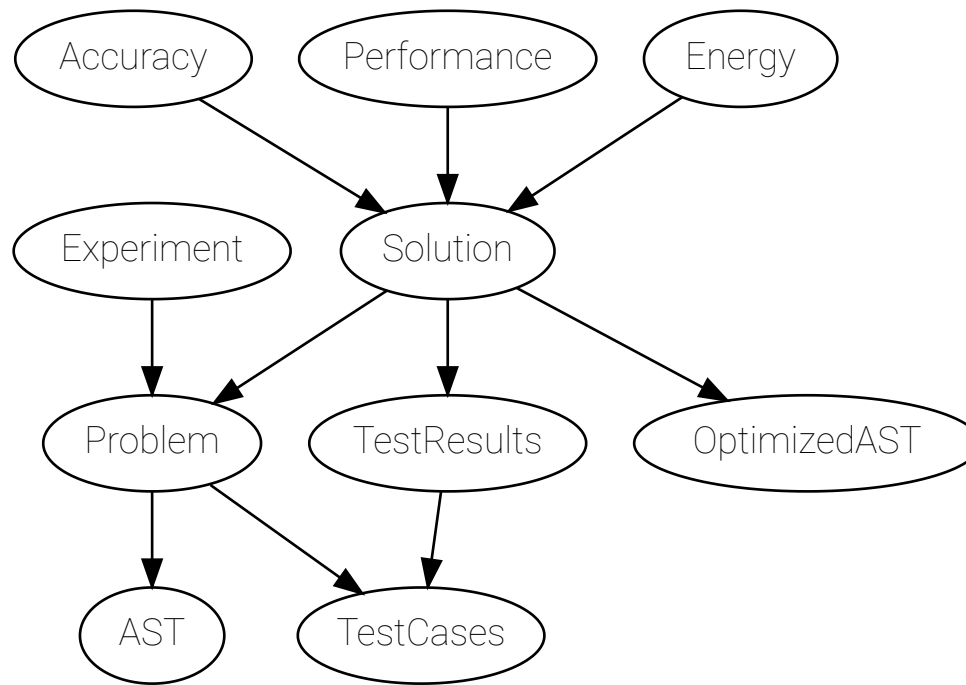 Accuracy
Performance
Energy
Experiment
Solution
Problem
TestResults
OptimizedAST
AST
TestCases